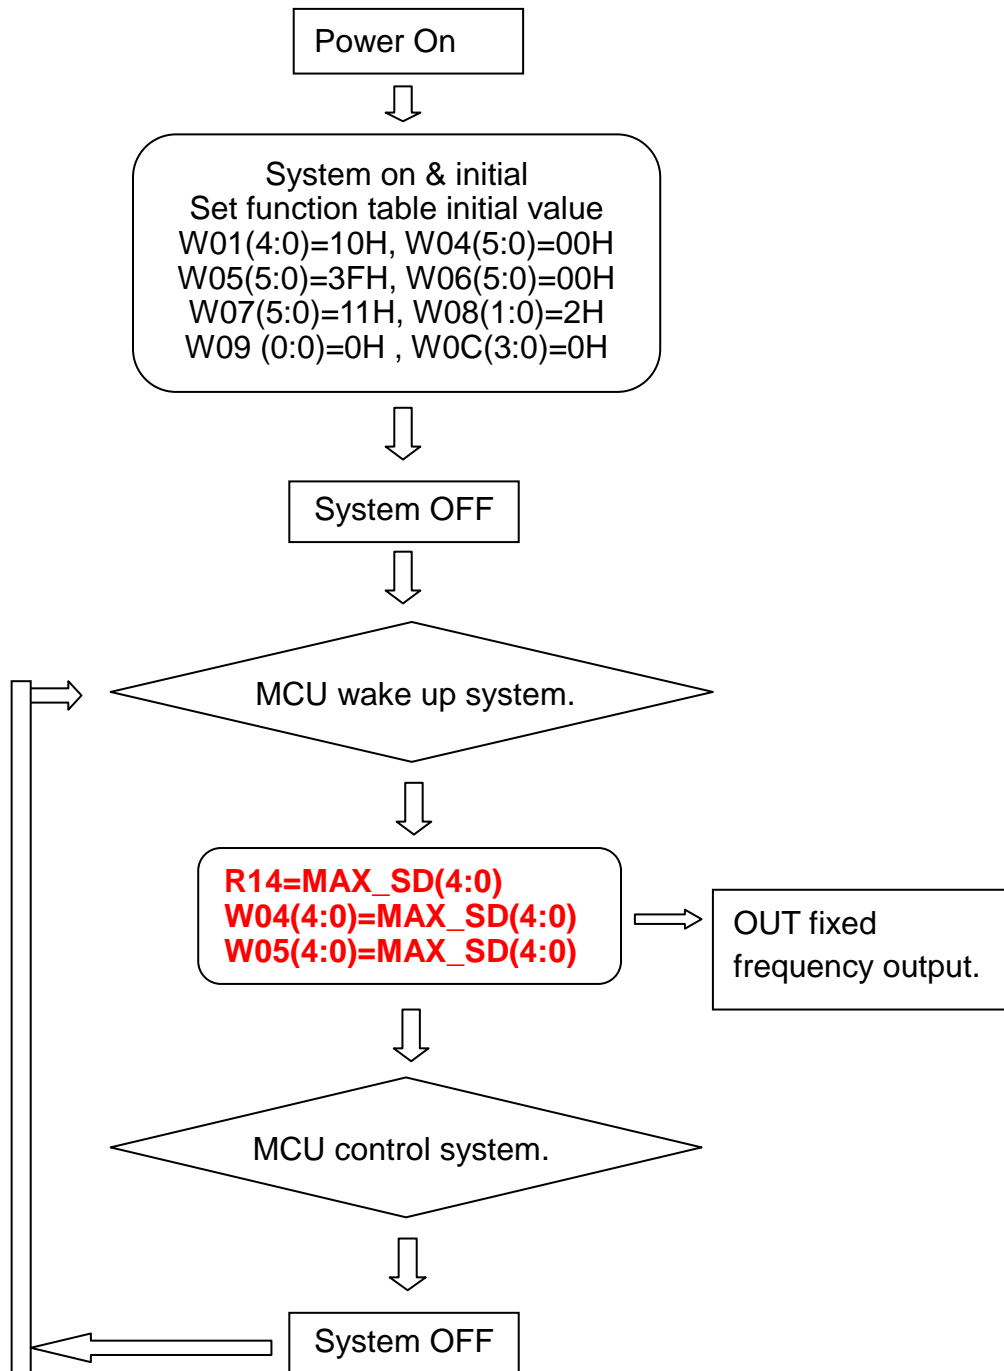 Power On
System on & initial
Set function table initial value
W01(4:0)=10H, W04(5:0)=00H
W05(5:0)=3FH, W06(5:0)=00H
W07(5:0)=11H, W08(1:0)=2H
W09 (0:0)=0H , W0C(3:0)=0H
System OFF
MCU wake up system.
R14=MAX_SD(4:0)
W04(4:0)=MAX_SD(4:0)
W05(4:0)=MAX_SD(4:0)
OUT fixed
frequency output.
MCU control system.
System OFF